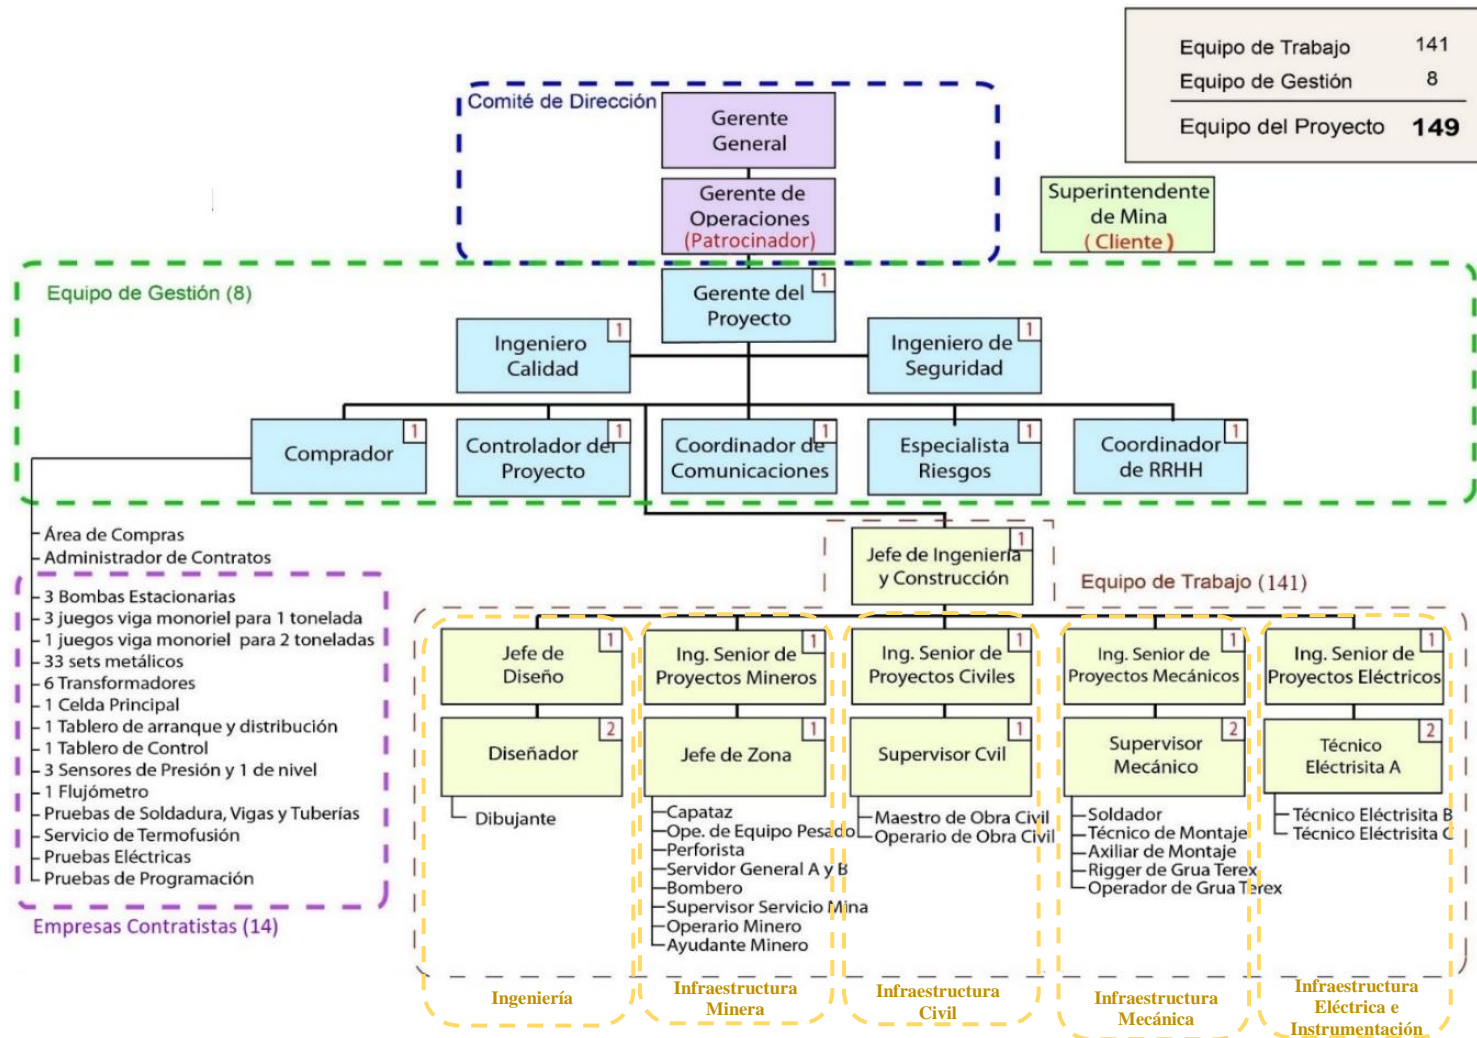 Equipo de Trabajo 141
Equipo de Gestión 8
Equipo del Proyecto 149
Comité de Dirección
Gerente
General
Gerente de
Operaciones
(Patrocinador)
Superintendente
de Mina
(Cliente)
Equipo de Gestión (8)
Gerente del
Proyecto
1
Ingeniero
Calidad
1
Ingeniero de
Seguridad
1
Comprador
1
Controlador del
Proyecto
1
Coordinador de
Comunicaciones
1
Especialista
Riesgos
1
Coordinador
de RRHH
1
Área de Compras
Administrador de Contratos
3 Bombas Estacionarias
3 juegos viga monoriel para 1 tonelada
1 juegos viga monoriel para 2 toneladas
33 sets metálicos
6 Transformadores
1 Celda Principal
1 Tablero de arranque y distribución
1 Tablero de Control
3 Sensores de Presión y 1 de nivel
1 Flujómetro
Pruebas de Soldadura, Vigas y Tuberías
Servicio de Termofusión
Pruebas Eléctricas
Pruebas de Programación
Empresas Contratistas (14)
Jefe de Ingeniería
y Construcción
1
Equipo de Trabajo (141)
Jefe de
Diseño
1
Diseñador
2
Dibujante
Ingeniería
Ing. Senior de
Proyectos Mineros
1
Jefe de Zona
1
Capataz
Ope. de Equipo Pesado
Perforista
Servidor General A y B
Bombero
Supervisor Servicio Mina
Operario Minero
Ayudante Minero
Infraestructura
Minera
Ing. Senior de
Proyectos Civiles
1
Supervisor Cvil
1
Maestro de Obra Civil
Operario de Obra Civil
Infraestructura
Civil
Ing. Senior de
Proyectos Mecánicos
1
Supervisor
Mecánico
2
Soldador
Técnico de Montaje
Axiliar de Montaje
Rigger de Grua Terex
Operador de Grua Terex
Infraestructura
Mecánica
Ing. Senior de
Proyectos Eléctricos
1
Técnico
Eléctrisita A
2
Técnico Eléctrisita B
Técnico Eléctrisita C
Infraestructura
Eléctrica e
Instrumentación